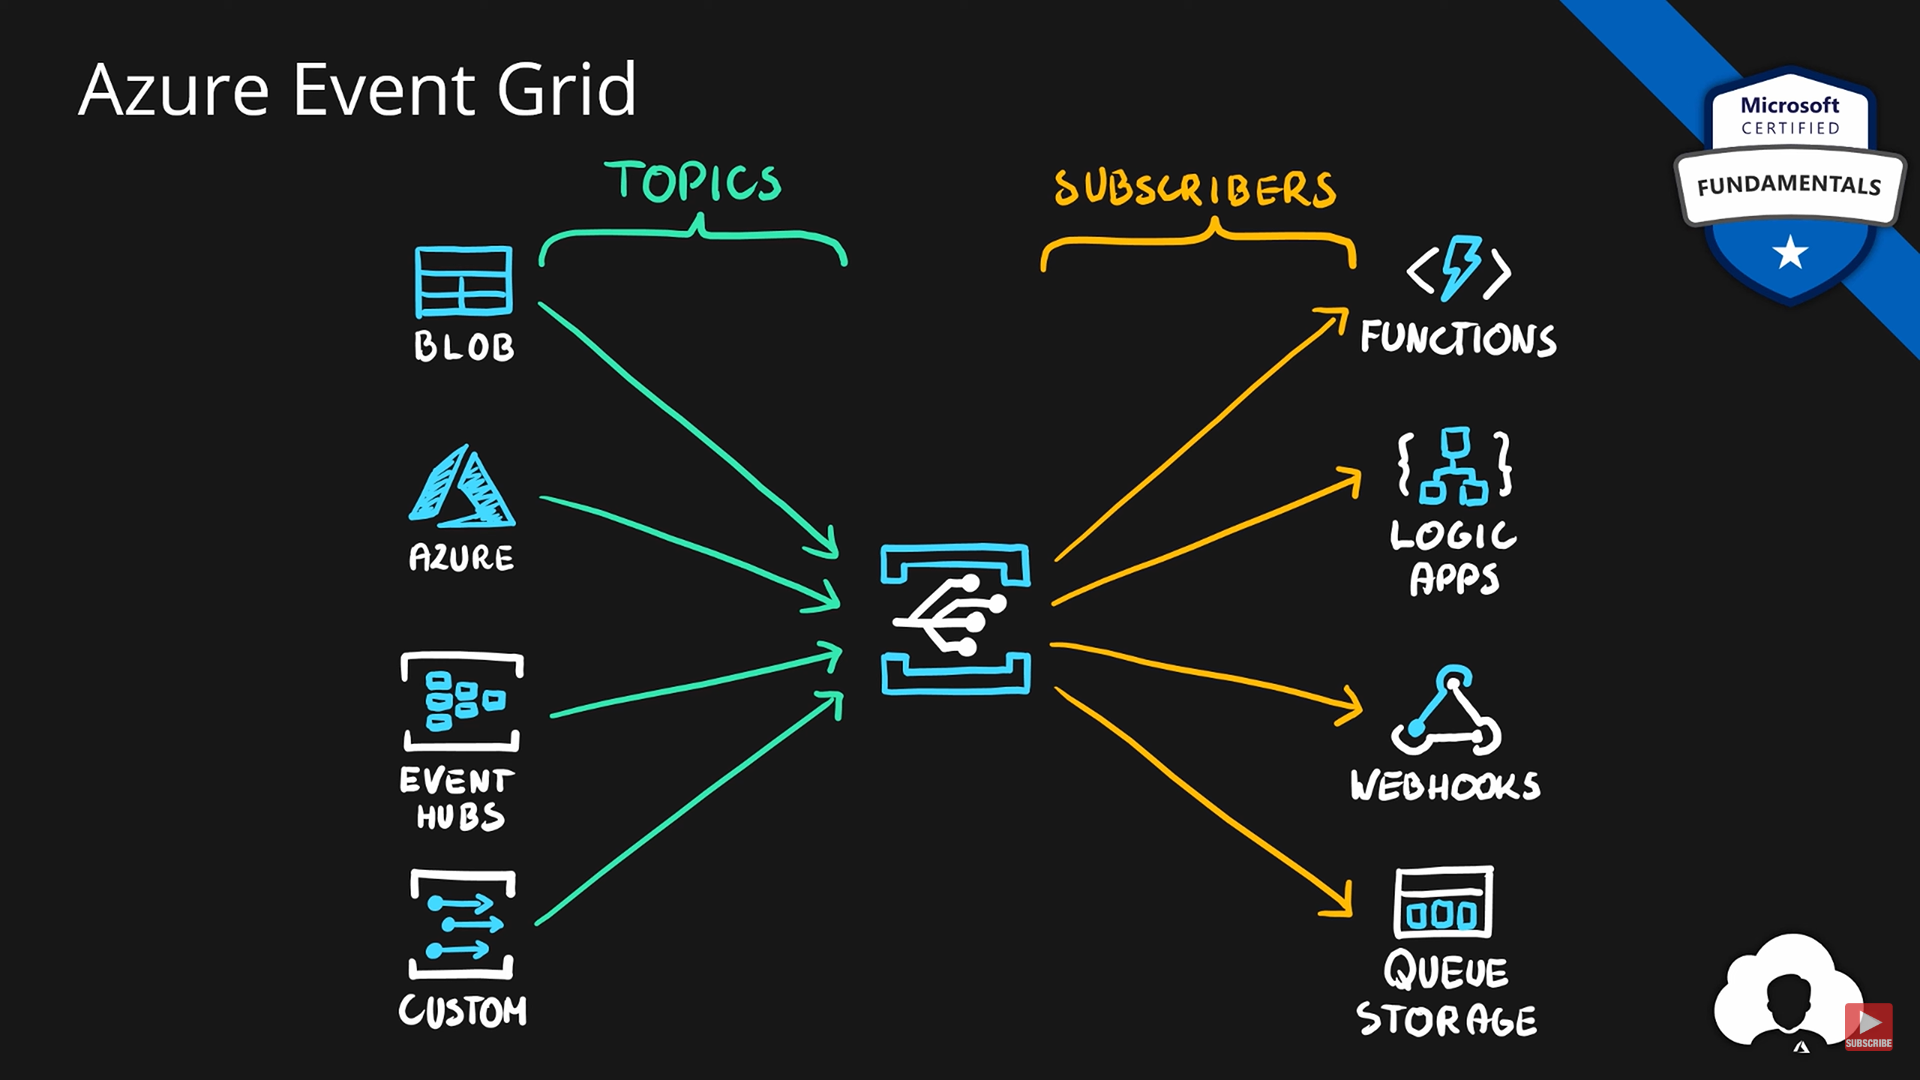 Azure Event Grid
Microsoft
CERTIFIED
FUNDAMENTALS
TOPICS
SUBSCRIBERS
BLOB
AZURE
EVENT
HUBS
CUSTOM
FUNCTIONS
LOGIC
APPS
WEBHOOKS
QUEUE
STORAGE
SUBSCRIBE